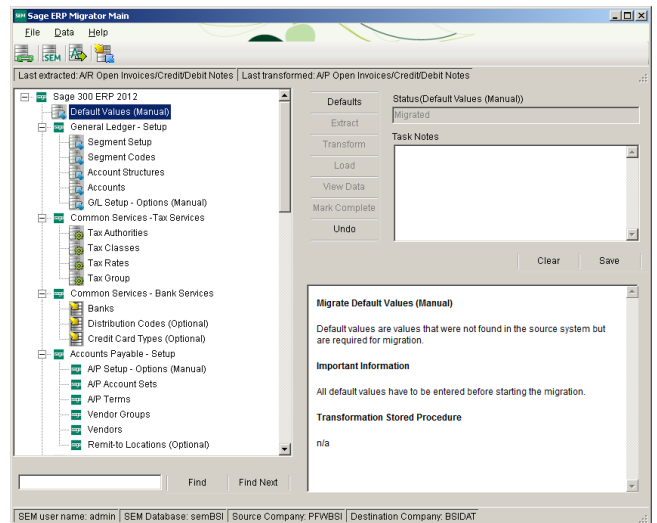 SEM Sage ERP Migrator Main
File Data Help
SEM
Last extracted: A/R Open Invoices/Credit/Debit Notes Last transformed: A/P Open Invoices/Credit/Debit Notes
Sage 300 ERP 2012
Default Values (Manual)
General Ledger - Setup
Segment Setup
Segment Codes
Account Structures
Accounts
G/L Setup - Options (Manual)
Common Services -Tax Services
Tax Authorities
Tax Classes
Tax Rates
Tax Group
Common Services - Bank Services
Banks
Distribution Codes (Optional)
Credit Card Types (Optional)
Accounts Payable - Setup
A/P Setup - Options (Manual)
A/P Account Sets
A/P Terms
Vendor Groups
Vendors
Remit-to Locations (Optional)
Find Find Next
Defaults
Extract
Transform
Load
View Data
Mark Complete
Undo
Status(Default Values (Manual))
Migrated
Task Notes
Clear Save
Migrate Default Values (Manual)
Default values are values that were not found in the source system but
are required for migration.
Important Information
All default values have to be entered before starting the migration.
Transformation Stored Procedure
n/a
SEM user name: admin SEM Database: semBSI Source Company: PFWBSI Destination Company: BSIDAT